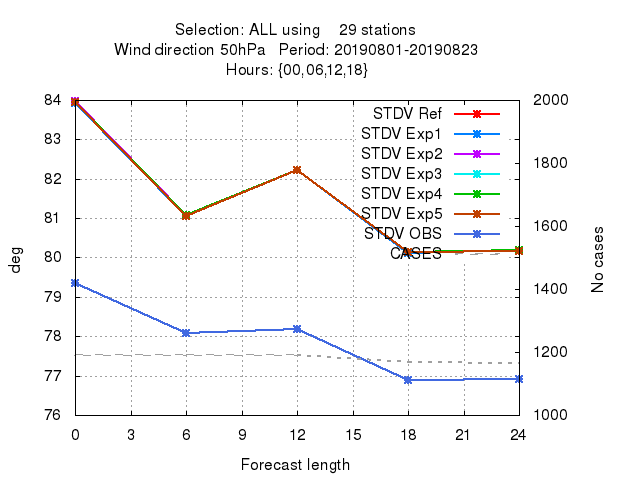 Selection: ALL using 29 stations
Wind direction 50hPa Period: 20190801-20190823
Hours: {00,06,12,18}
84
83
82
81
80
79
78
77
76
2000
1800
1600
1400
1200
1000
deg
No cases
STDV Ref
STDV Exp1
STDV Exp2
STDV Exp3
STDV Exp4
STDV Exp5
STDV OBS
CASES
0 3 6 9 12 15 18 21 24
Forecast length